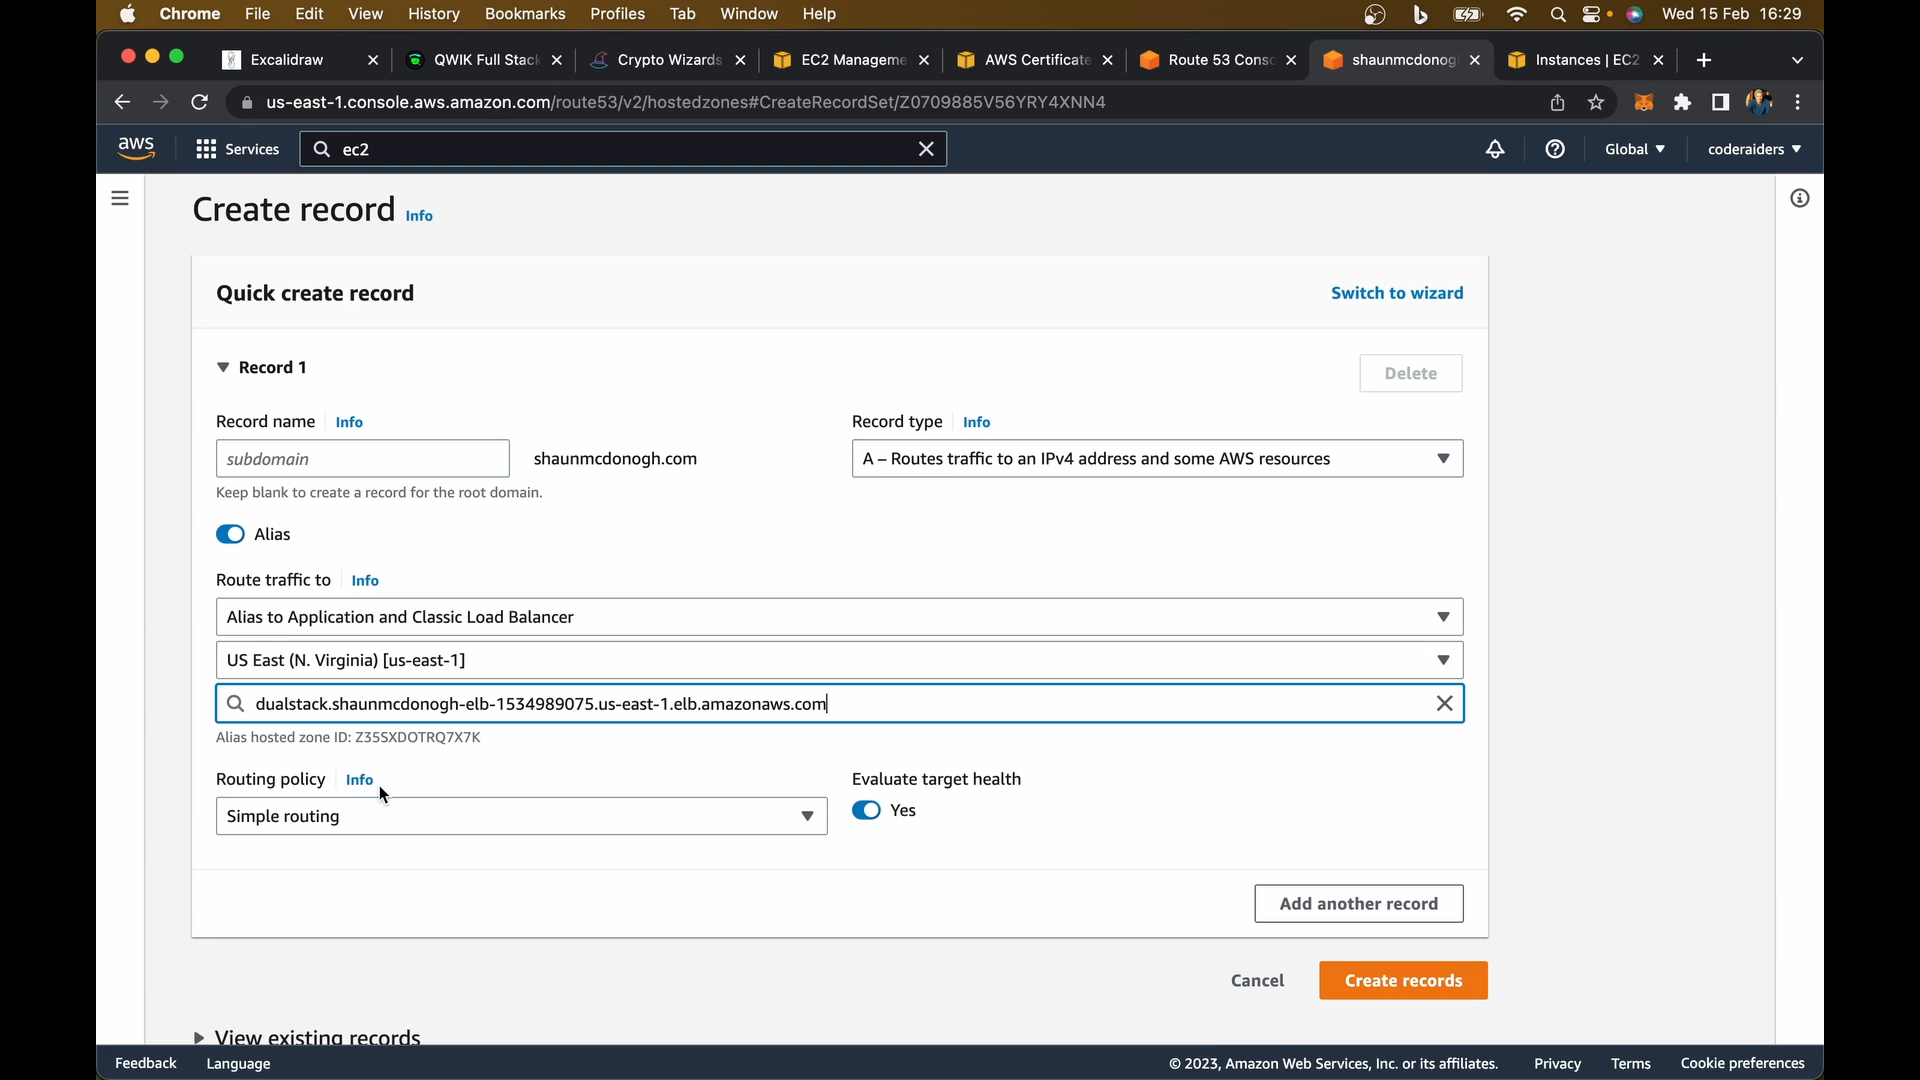 Chrome File Edit View History Bookmarks Profiles Tab Window Help Wed 15 Feb 16:29
Excalidraw QWIK Full Stack Crypto Wizards EC2 Manageme AWS Certificate Route 53 Conso shaunmcdonog Instances | EC2
us-east-1.console.aws.amazon.com/route53/v2/hostedzones#CreateRecordSet/Z0709885V56YRY4XNN4
aws Services ec2 Global coderaiders
Create record Info
Quick create record Switch to wizard
Record 1 Delete
Record name Info Record type Info
subdomain shaunmcdonogh.com A – Routes traffic to an IPv4 address and some AWS resources
Keep blank to create a record for the root domain.
Alias
Route traffic to Info
Alias to Application and Classic Load Balancer
US East (N. Virginia) [us-east-1]
dualstack.shaunmcdonogh-elb-1534989075.us-east-1.elb.amazonaws.com
Alias hosted zone ID: Z35SXDOTRQ7X7K
Routing policy Info Evaluate target health
Simple routing Yes
Add another record
Cancel Create records
View existing records
Feedback Language © 2023, Amazon Web Services, Inc. or its affiliates. Privacy Terms Cookie preferences